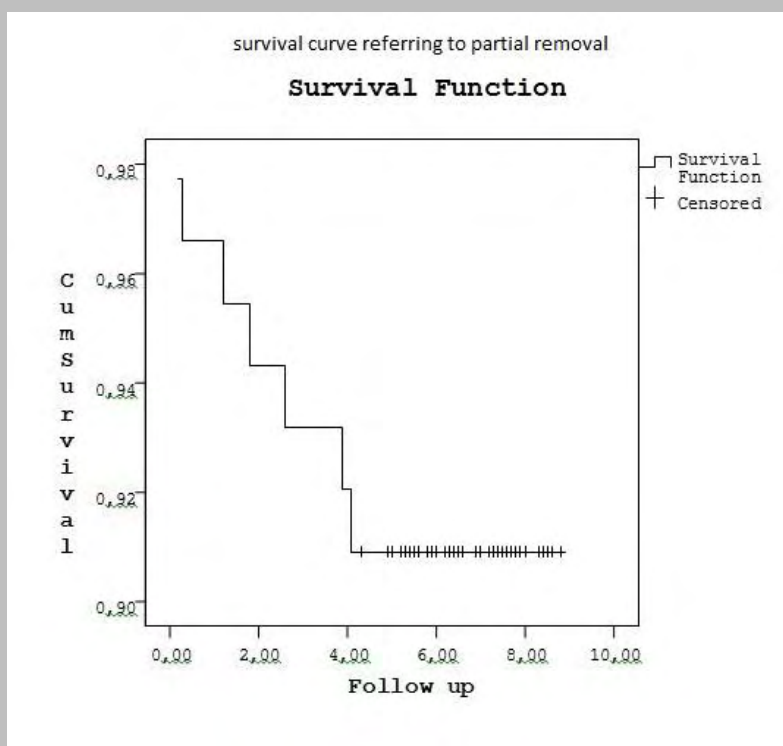 survival curve referring to partial removal
Survival Function
Survival
Function
Censored
0,98
0,96
0,94
0,92
0,90
CumSurvival
0,00 2,00 4,00 6,00 8,00 10,00
Follow up